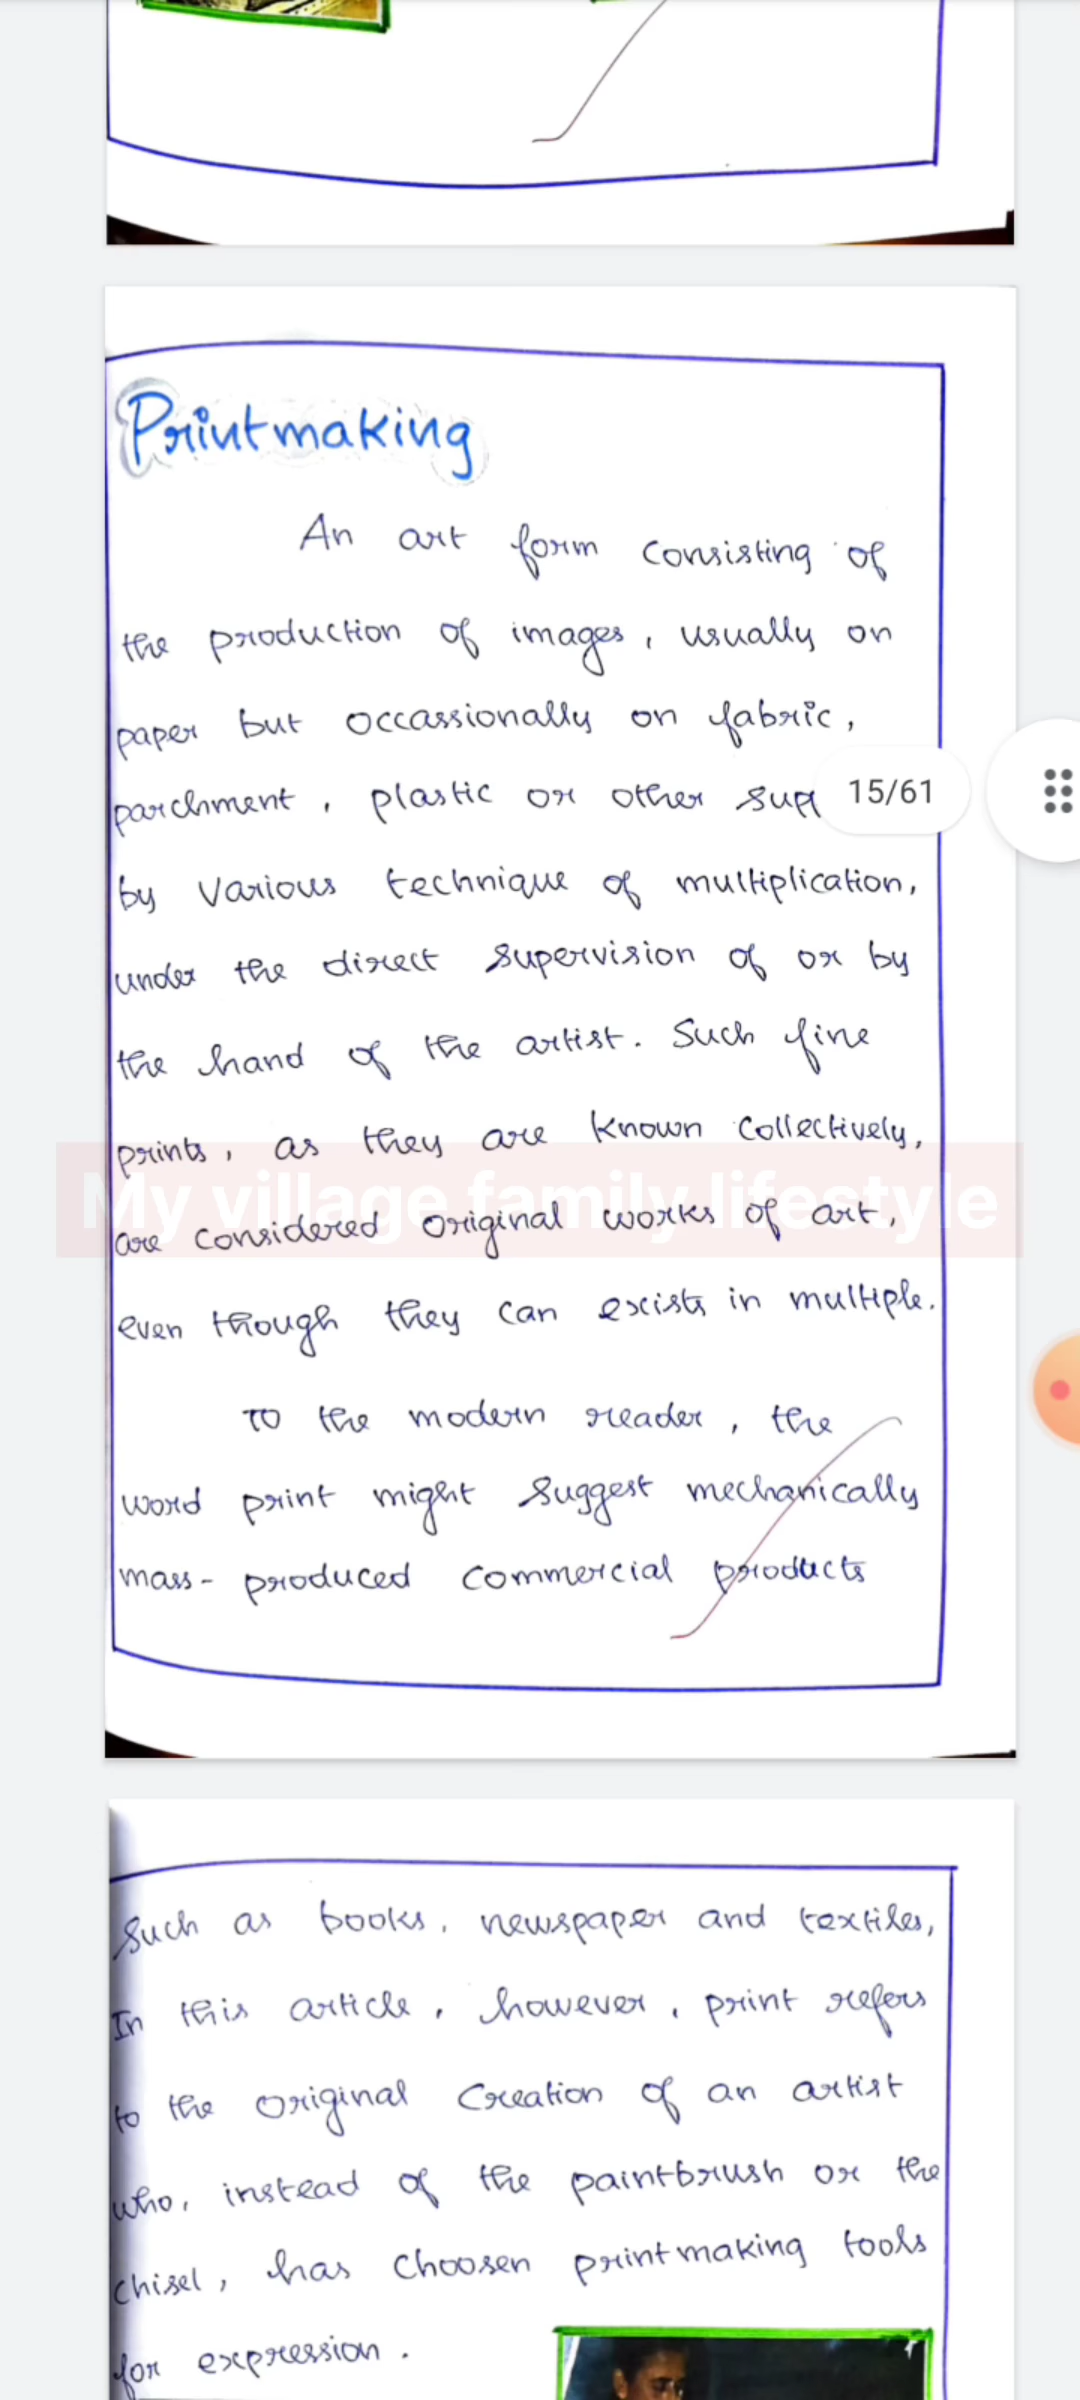 Printmaking
An art form consisting of
the production of images, usually on
paper but occassionally on fabric,
parchment, plastic or other
15/61
by various technique of multiplication,
under the direct supervision of or by
the hand of the artist. Such fine
prints, as they are known collectively,
My village family lifestyle
are considered original works of art,
even though they can exists in multiple.
To the modern reader, the
word print might suggest mechanically
mass-produced commercial products
Such as books, newspaper and textiles,
In this article, however, print refers
to the original creation of an artist
who, instead of the paintbrush or the
chisel, has choosen printmaking tools
for expression.